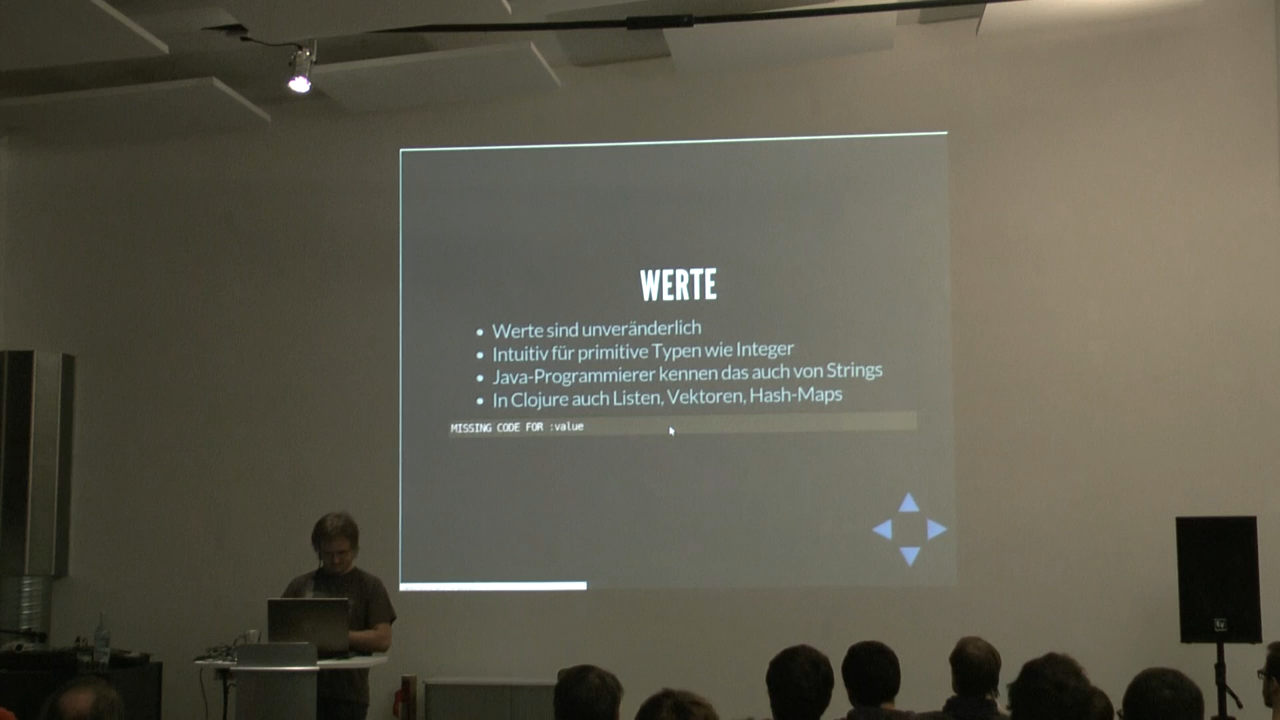 WERTE
Werte sind unveränderlich
Intuitiv für primitive Typen wie Integer
Java-Programmierer kennen das auch von Strings
In Clojure auch Listen, Vektoren, Hash-Maps
MISSING CODE FOR :value